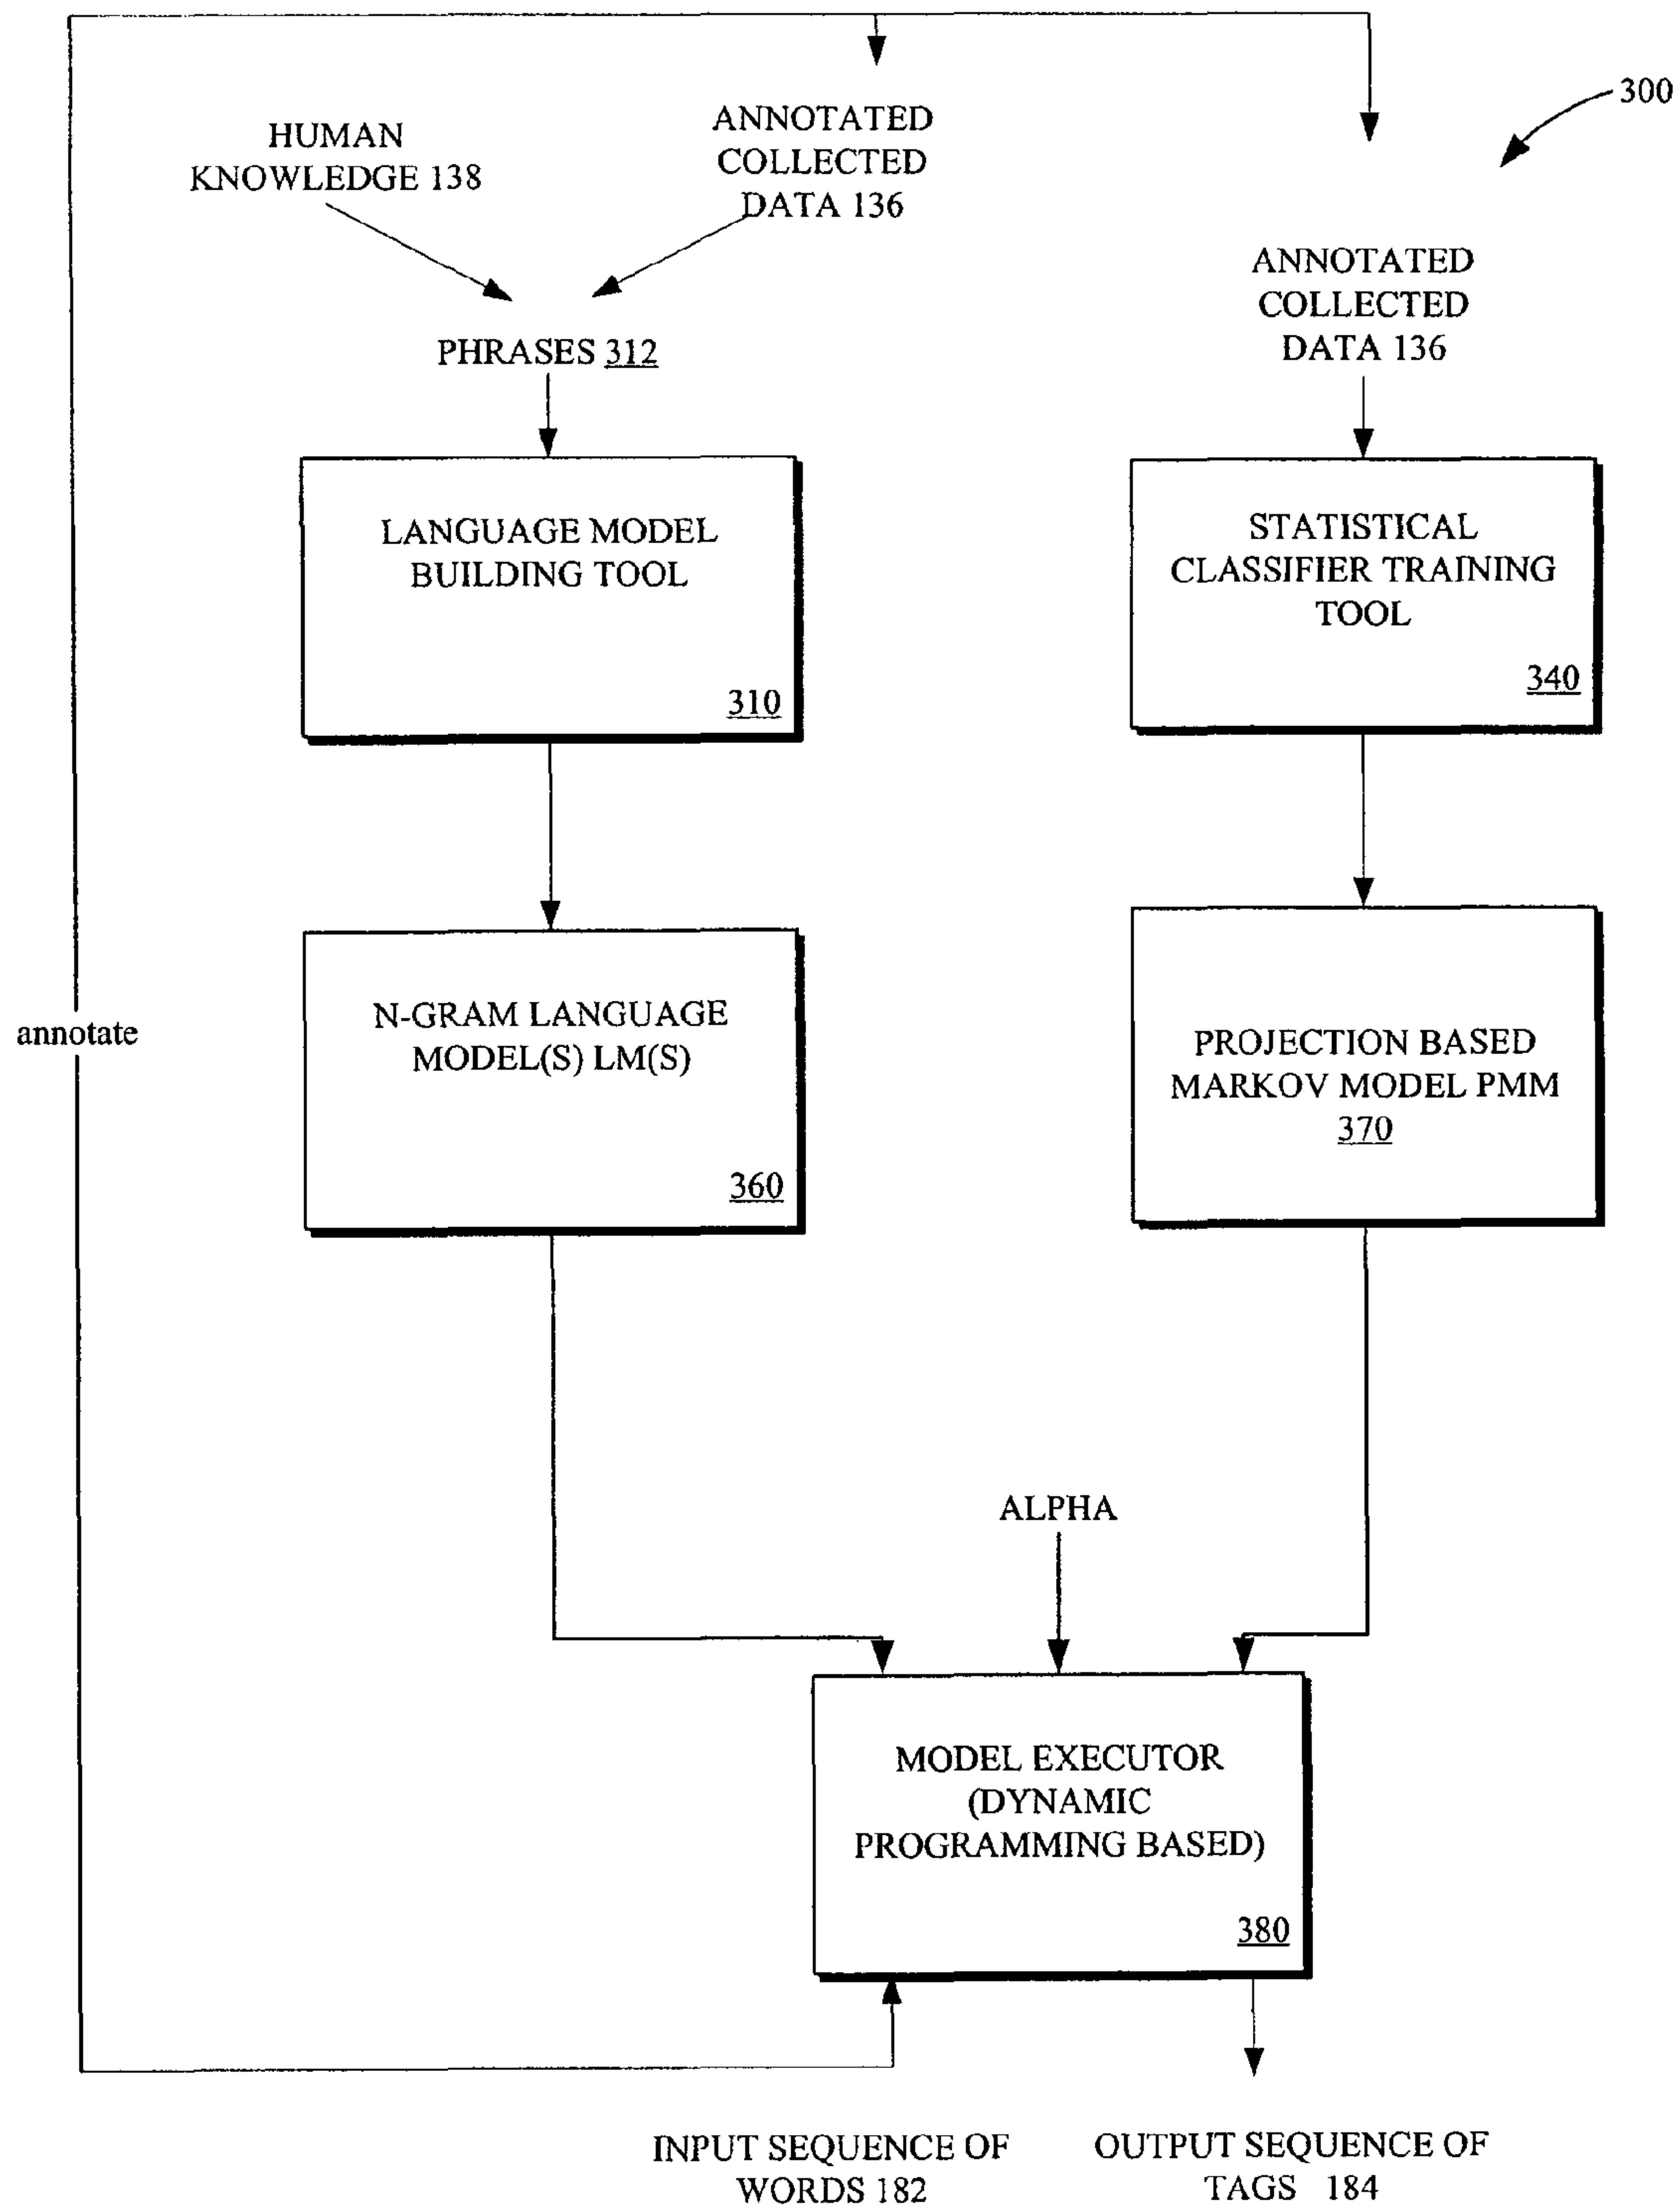 300
HUMAN
KNOWLEDGE 138
ANNOTATED
COLLECTED
DATA 136
ANNOTATED
COLLECTED
DATA 136
PHRASES 312
LANGUAGE MODEL
BUILDING TOOL
310
STATISTICAL
CLASSIFIER TRAINING
TOOL
340
annotate
N-GRAM LANGUAGE
MODEL(S) LM(S)
360
PROJECTION BASED
MARKOV MODEL PMM
370
ALPHA
MODEL EXECUTOR
(DYNAMIC
PROGRAMMING BASED)
380
INPUT SEQUENCE OF
WORDS 182
OUTPUT SEQUENCE OF
TAGS 184